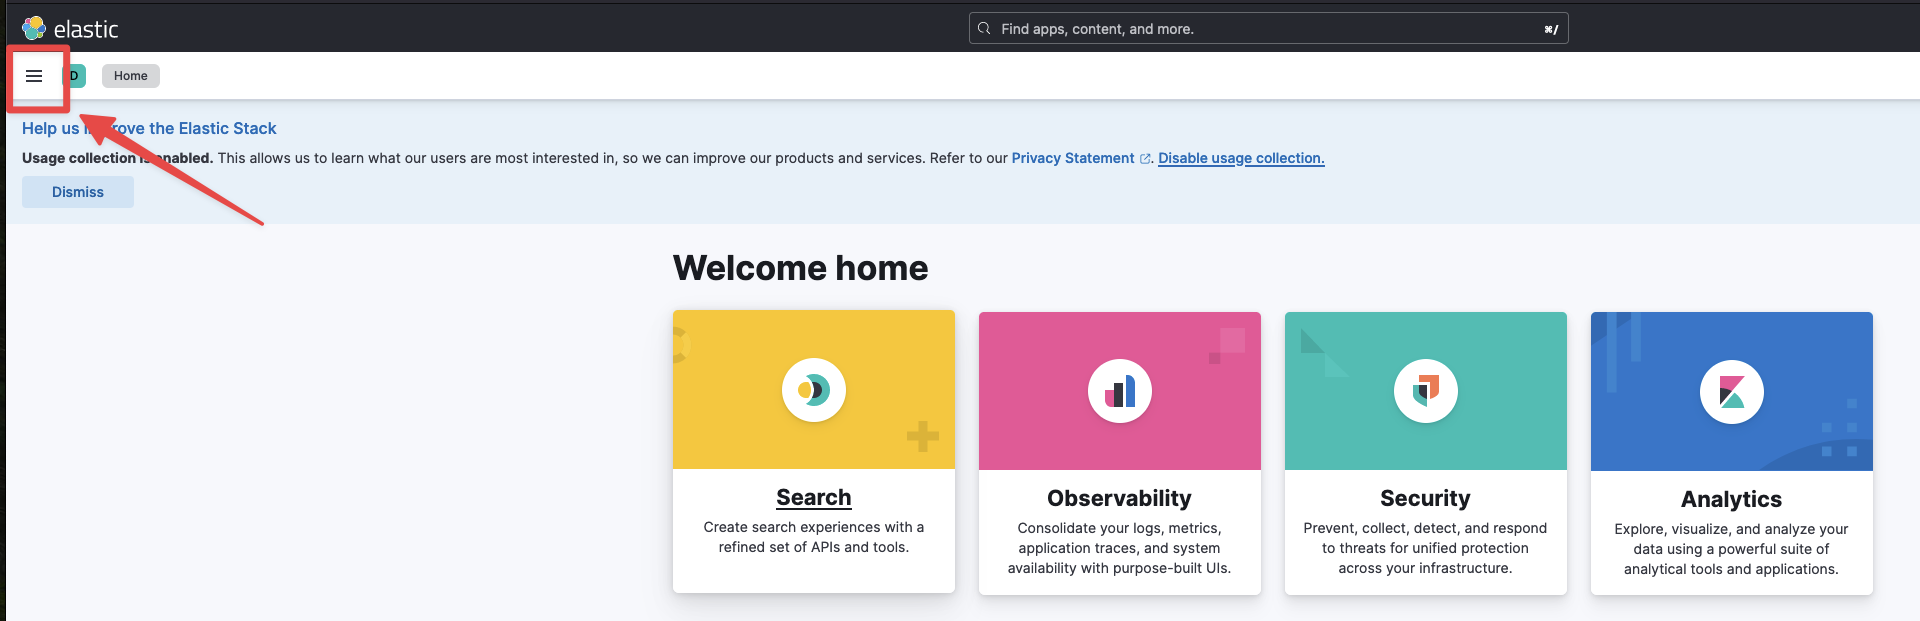 elastic
Find apps, content, and more.
⌘/
D
Home
Help us improve the Elastic Stack
Usage collection is enabled. This allows us to learn what our users are most interested in, so we can improve our products and services. Refer to our Privacy Statement. Disable usage collection.
Dismiss
Welcome home
Search
Create search experiences with a
refined set of APIs and tools.
Observability
Consolidate your logs, metrics,
application traces, and system
availability with purpose-built UIs.
Security
Prevent, collect, detect, and respond
to threats for unified protection
across your infrastructure.
Analytics
Explore, visualize, and analyze your
data using a powerful suite of
analytical tools and applications.